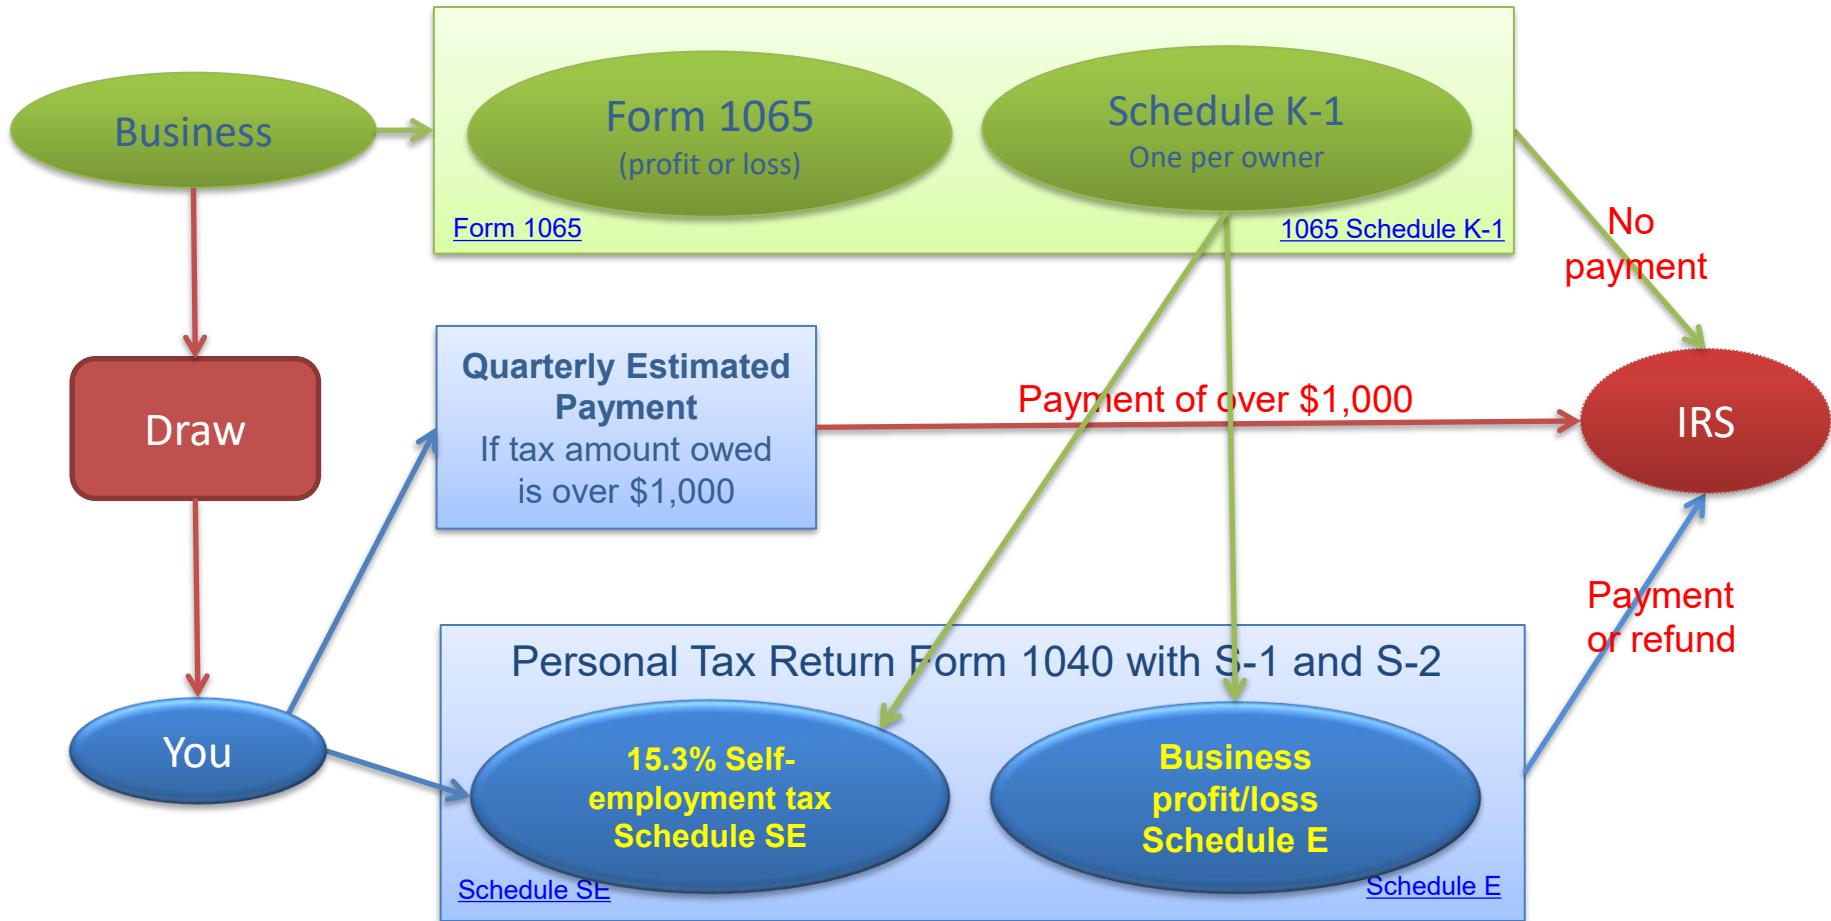 Business
Form 1065
(profit or loss)
Schedule K-1
One per owner
Form 1065
1065 Schedule K-1
No
payment
Draw
Quarterly Estimated
Payment
If tax amount owed
is over $1,000
Payment of over $1,000
IRS
Payment
or refund
Personal Tax Return Form 1040 with S-1 and S-2
You
15.3% Self-
employment tax
Schedule SE
Business
profit/loss
Schedule E
Schedule SE
Schedule E